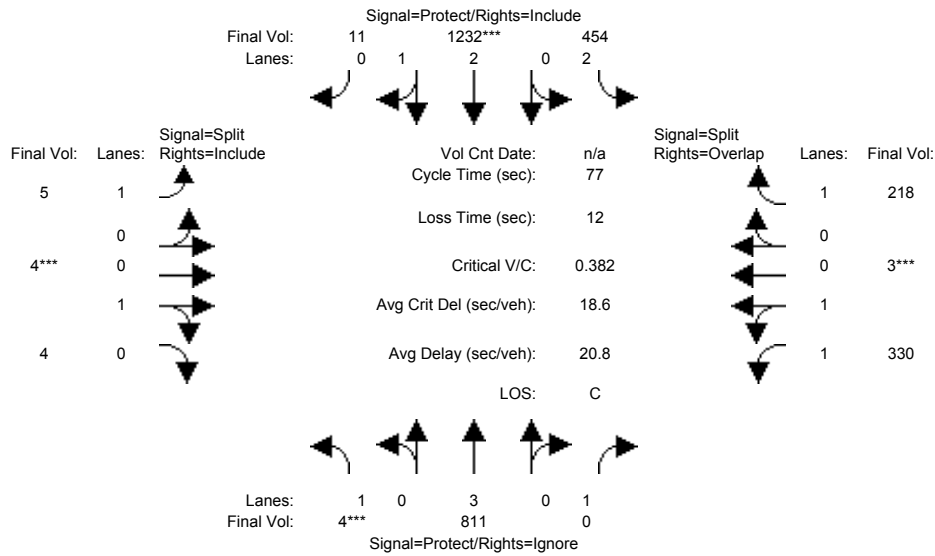 Signal=Protect/Rights=Include
Final Vol: 11 1232*** 454
Lanes: 0 1 2 0 2
Signal=Split Signal=Split
Final Vol: Lanes: Rights=Include Vol Cnt Date: n/a Rights=Overlap Lanes: Final Vol:
Cycle Time (sec): 77
5 1 1 218
Loss Time (sec): 12
0 0
4*** 0 Critical V/C: 0.382 0 3***
1 Avg Crit Del (sec/veh): 18.6 1
4 0 Avg Delay (sec/veh): 20.8 1 330
LOS: C
Lanes: 1 0 3 0 1
Final Vol: 4*** 811 0
Signal=Protect/Rights=Ignore